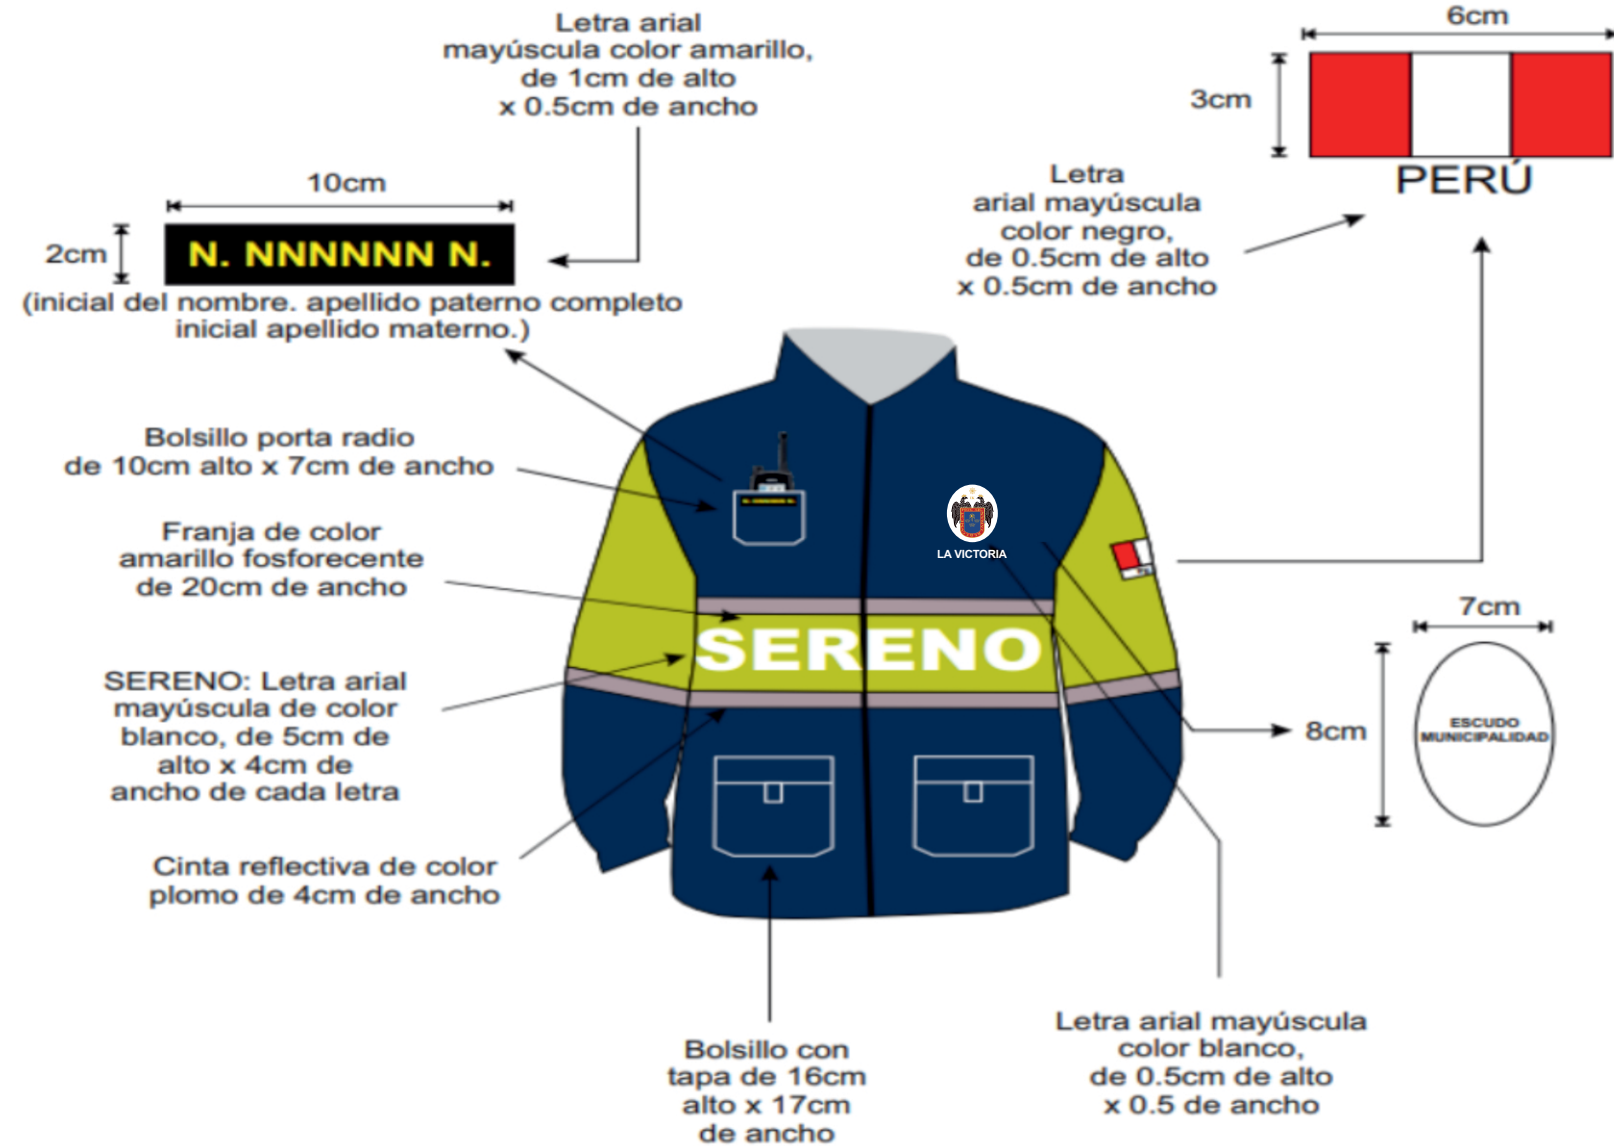 Letra arial
mayúscula color amarillo,
de 1cm de alto
x 0.5cm de ancho
6cm
3cm
PERÚ
Letra
arial mayúscula
color negro,
de 0.5cm de alto
x 0.5cm de ancho
10cm
2cm
N. NNNNNN N.
(inicial del nombre. apellido paterno completo
inicial apellido materno.)
Bolsillo porta radio
de 10cm alto x 7cm de ancho
N. NNNNNN N.
LA VICTORIA
Franja de color
amarillo fosforecente
de 20cm de ancho
SERENO
SERENO: Letra arial
mayúscula de color
blanco, de 5cm de
alto x 4cm de
ancho de cada letra
7cm
8cm
ESCUDO
MUNICIPALIDAD
Cinta reflectiva de color
plomo de 4cm de ancho
Bolsillo con
tapa de 16cm
alto x 17cm
de ancho
Letra arial mayúscula
color blanco,
de 0.5cm de alto
x 0.5 de ancho